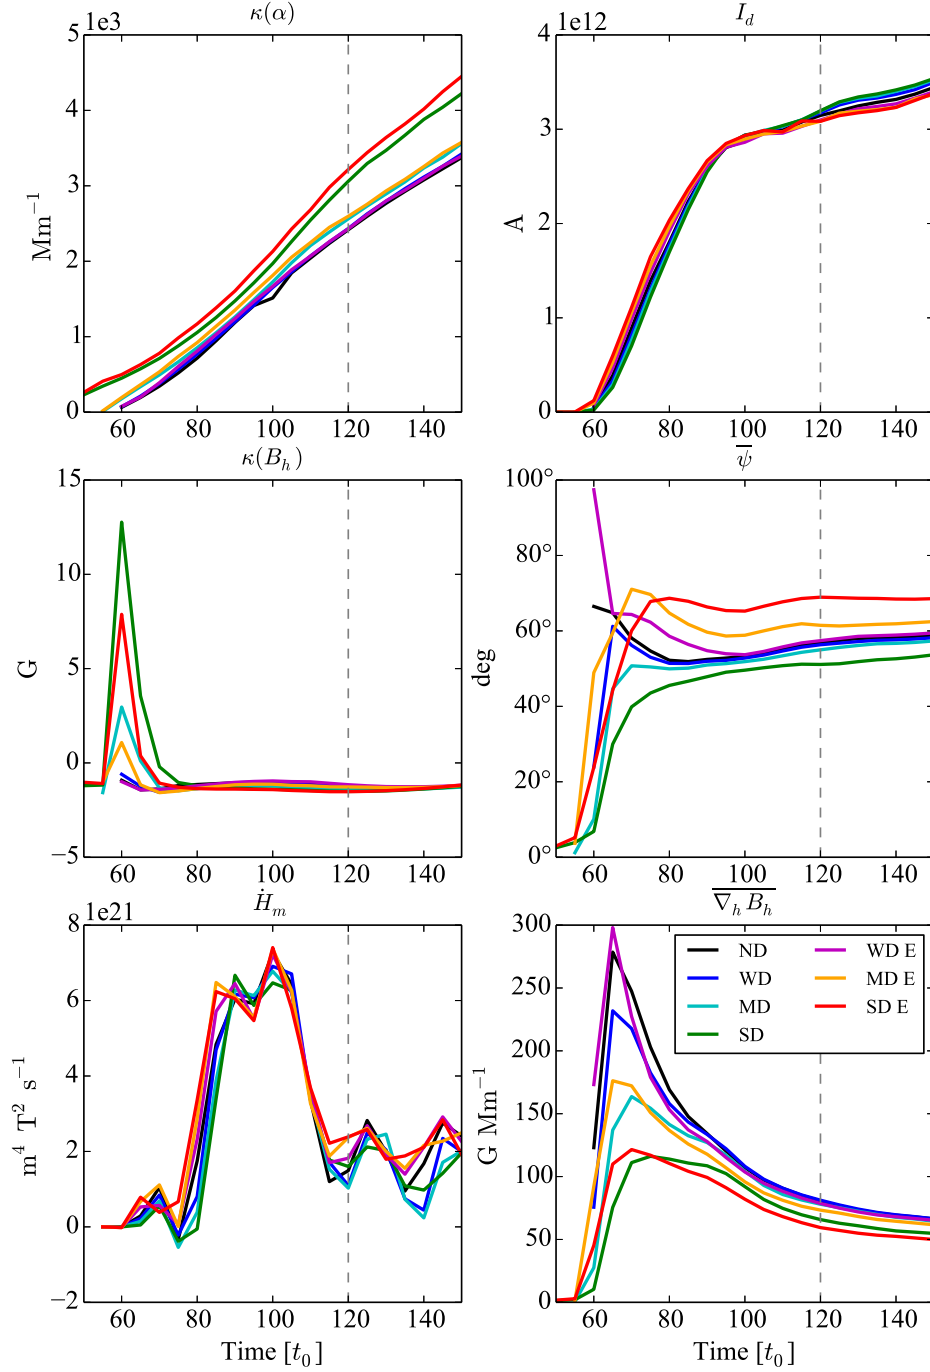 κ(α)
5 1e3
4
3
2
1
0
60 80 100 120 140
Mm⁻¹
I_d
4 1e12
3
2
1
0
60 80 100 120 140
A
κ(B_h)
15
10
5
0
−5
60 80 100 120 140
G
ψ̅
100°
80°
60°
40°
20°
0°
60 80 100 120 140
deg
Ḣ_m
8 1e21
6
4
2
0
−2
60 80 100 120 140
m⁴ T² s⁻¹
Time [t₀]
\overline{∇_h B_h}
300
250
200
150
100
50
0
60 80 100 120 140
G Mm⁻¹
Time [t₀]
ND
WD
MD
SD
WD E
MD E
SD E